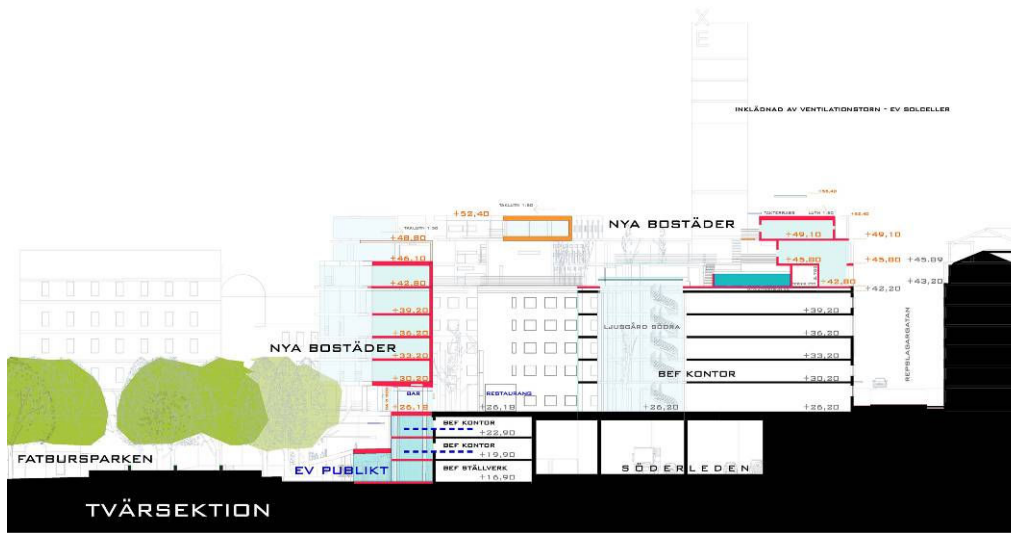 XE
INKLÄDNAD AV VENTILATIONSTORN - EV SOLCELLER
+52,40
NYA BOSTÄDER
TAKTERRASS
+49,10
+49,10
+48,80
+46,10
+45,80
+45,80
+45,89
+42,80
+42,80
+43,20
+42,20
+39,20
+39,20
LJUSGÅRD SÖDRA
+36,20
+36,20
NYA BOSTÄDER
+33,20
+33,20
BEF KONTOR
REPSLAGARGATAN
+30,20
+30,20
BAR
RESTAURANG
+26,18
+26,18
+26,20
+26,20
BEF KONTOR
+22,90
BEF KONTOR
+19,90
FATBURSPARKEN
EV PUBLIKT
BEF STÄLLVERK
+16,90
SÖDERLEDEN
TVÄRSEKTION